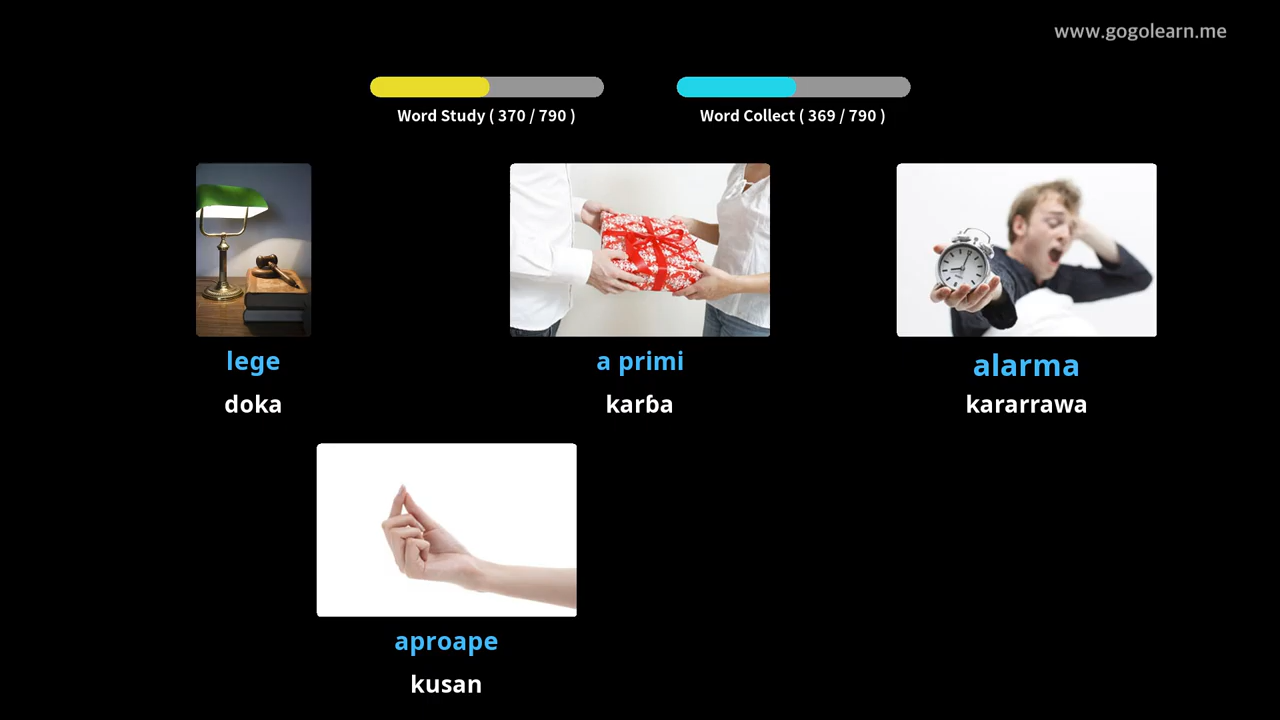 www.gogolearn.me
Word Study ( 370 / 790 )
Word Collect ( 369 / 790 )
lege
doka
a primi
karɓa
alarma
kararrawa
aproape
kusan